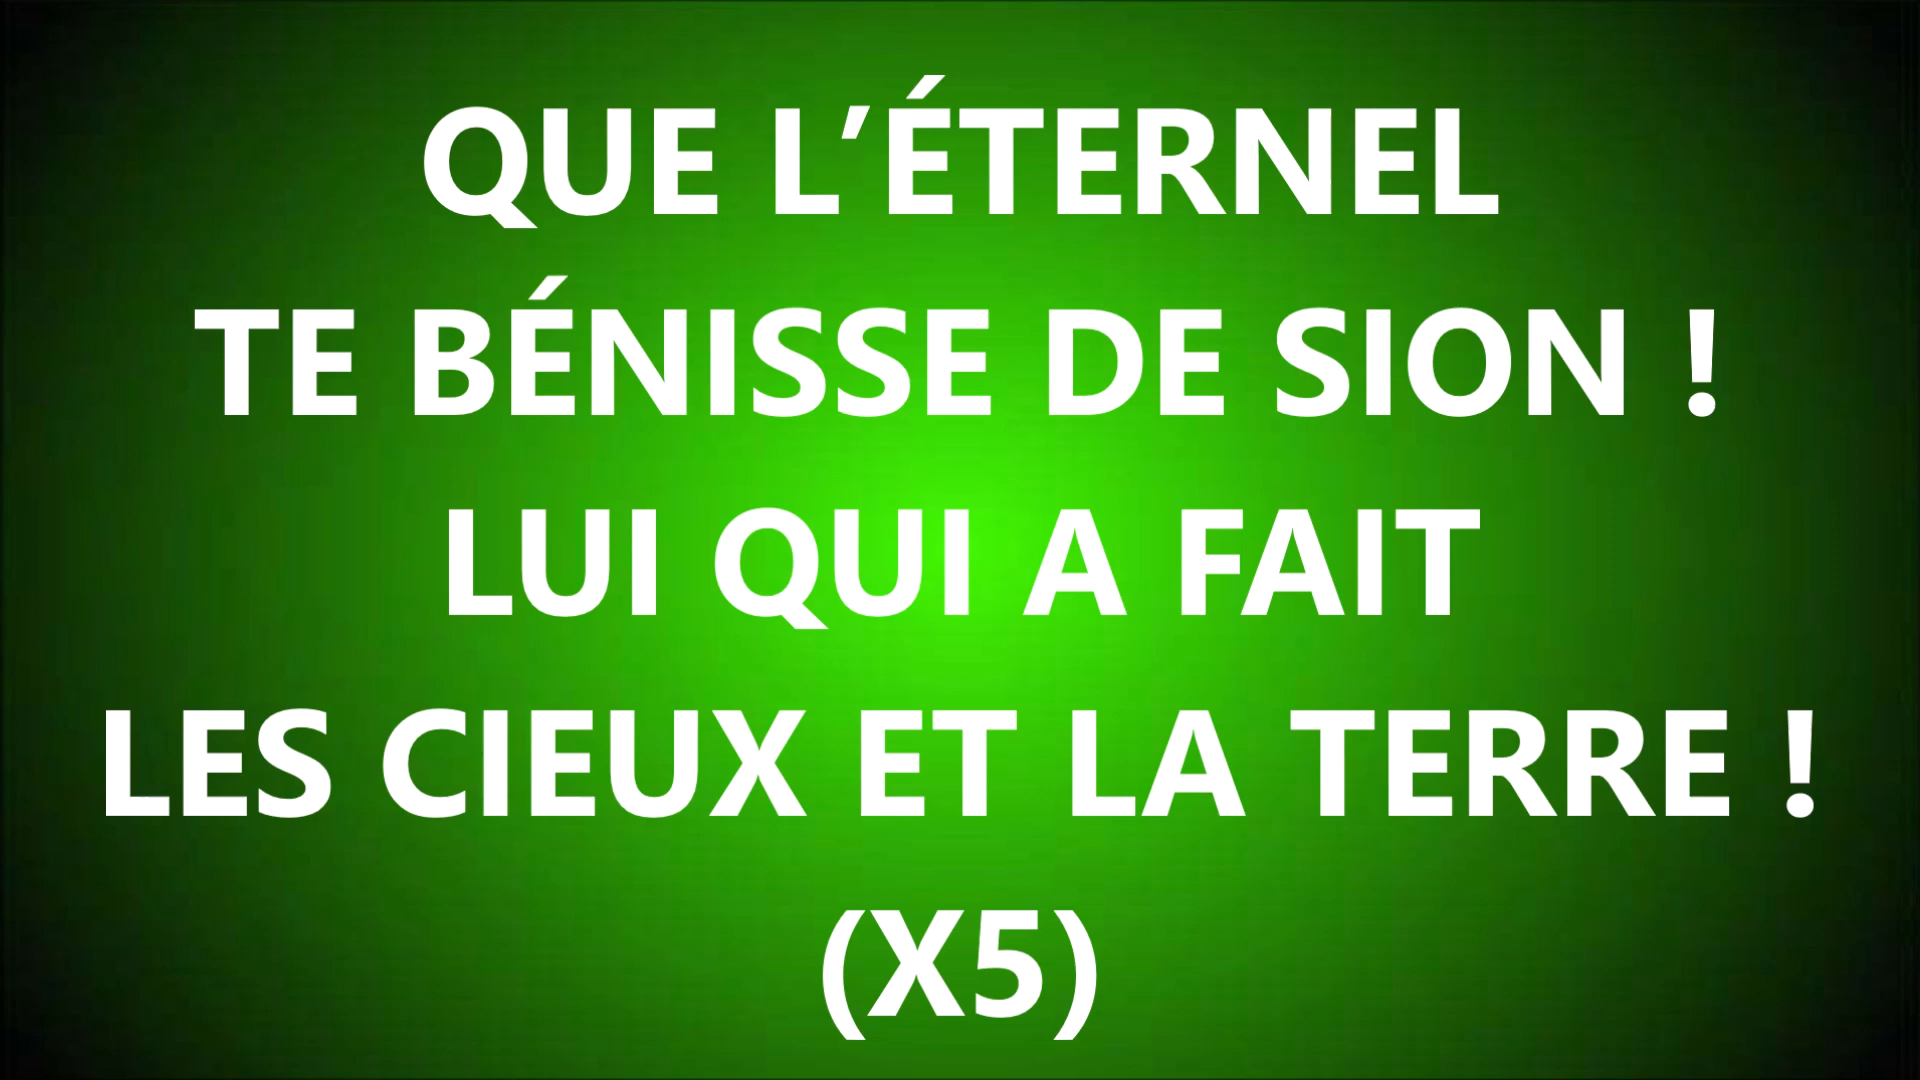 QUE L’ÉTERNEL
TE BÉNISSE DE SION !
LUI QUI A FAIT
LES CIEUX ET LA TERRE !
(X5)